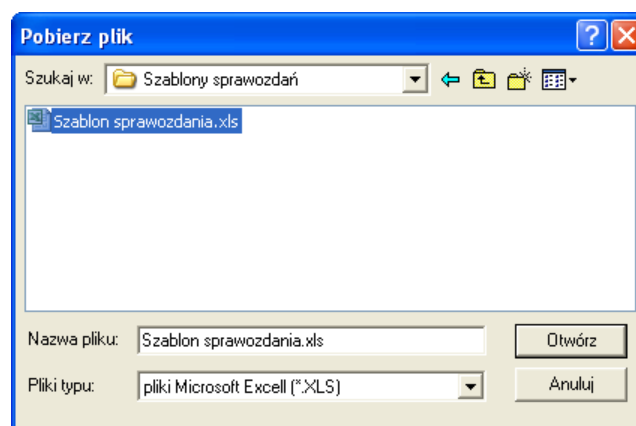 Pobierz plik
Szukaj w: Szablony sprawozdań
Szablon sprawozdania.xls
Nazwa pliku: Szablon sprawozdania.xls Otwórz
Pliki typu: pliki Microsoft Excell (*.XLS) Anuluj